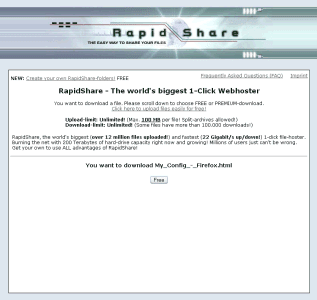 Rapid Share
THE EASY WAY TO SHARE YOUR FILES
NEW: Create your own RapidShare-folders! FREE
Frequently Asked Questions (FAQ) Imprint
RapidShare - The world's biggest 1-Click Webhoster
You want to download a file. Please scroll down to choose FREE or PREMIUM-download.
Click here to upload files easily for free!
Upload-limit: Unlimited! (Max. 100 MB per file! Split-archives allowed!)
Download-limit: Unlimited! (Some files have more than 100.000 downloads!)
RapidShare, the world's biggest (over 12 million files uploaded!) and fastest (22 Gigabit/s up/down!) 1-click file-hoster.
Burning the net with 200 Terabytes of hard-drive capacity right now and growing! Millions of users just can't be wrong.
Get your own to use ALL advantages of RapidShare!
You want to download My_Config_-_Firefox.html
Free